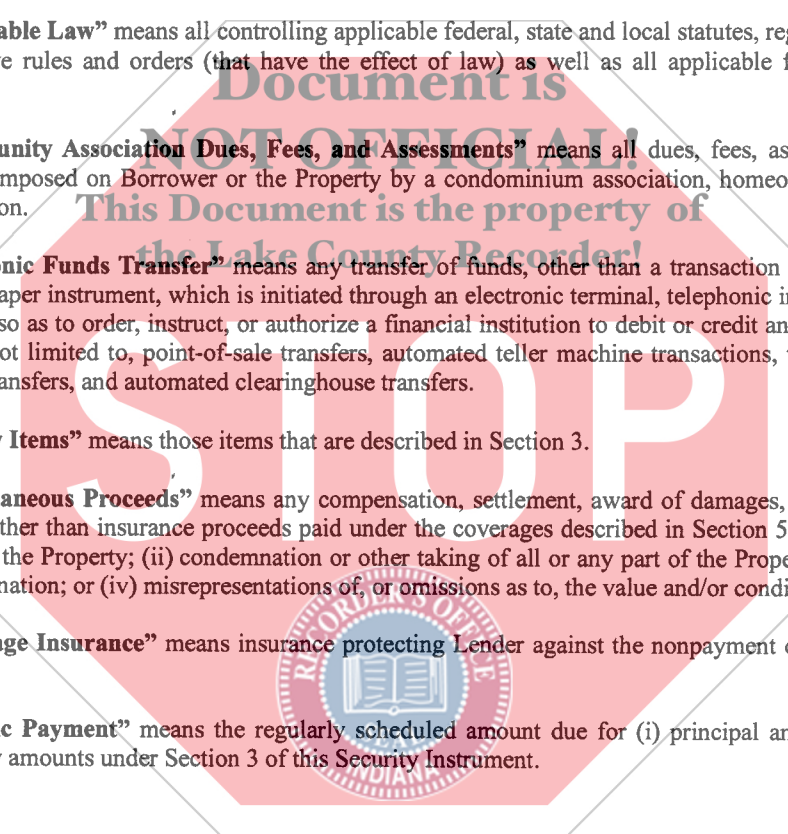 able Law” means all controlling applicable federal, state and local statutes, reg
e rules and orders (that have the effect of law) as well as all applicable f
Document is
NOT OFFICIAL!
unity Association Dues, Fees, and Assessments” means all dues, fees, as
mposed on Borrower or the Property by a condominium association, homeo
on.
This Document is the property of
the Lake County Recorder!
nic Funds Transfer” means any transfer of funds, other than a transaction
aper instrument, which is initiated through an electronic terminal, telephonic in
so as to order, instruct, or authorize a financial institution to debit or credit an
ot limited to, point-of-sale transfers, automated teller machine transactions, t
ansfers, and automated clearinghouse transfers.
STOP
Items” means those items that are described in Section 3.
aneous Proceeds” means any compensation, settlement, award of damages,
ther than insurance proceeds paid under the coverages described in Section 5
the Property; (ii) condemnation or other taking of all or any part of the Prope
nation; or (iv) misrepresentations of, or omissions as to, the value and/or condi
RECORDER'S OFFICE
age Insurance” means insurance protecting Lender against the nonpayment o
c Payment” means the regularly scheduled amount due for (i) principal an
y amounts under Section 3 of this Security Instrument.
SEAL
INDIANA